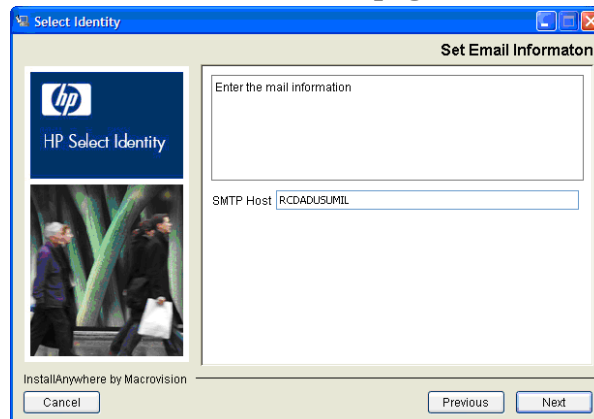 Select Identity
Set Email Informaton
hp
HP Select Identity
Enter the mail information
SMTP Host RCDADUSUMIL
InstallAnywhere by Macrovision
Cancel Previous Next